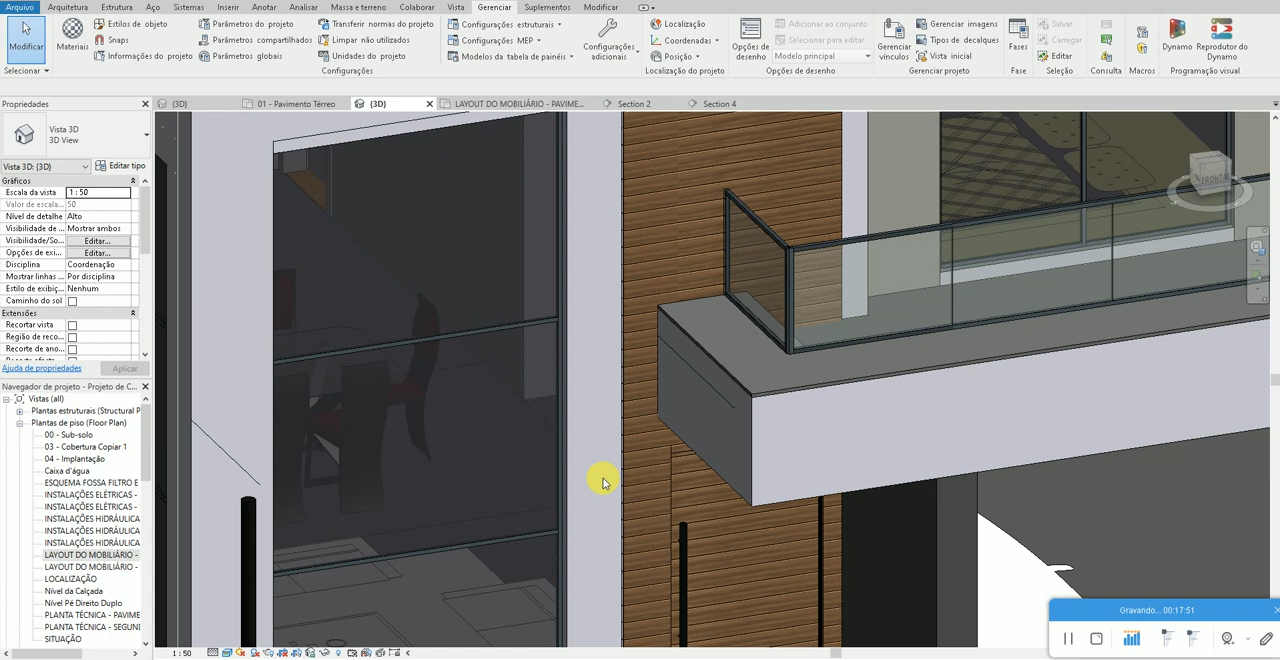 Arquivo Arquitetura Estrutura Aço Sistemas Inserir Anotar Analisar Massa e terreno Colaborar Vista Gerenciar Suplementos Modificar
Modificar
Selecionar
Materiais
Estilos de objeto
Snaps
Informações do projeto
Parâmetros do projeto
Parâmetros compartilhados
Parâmetros globais
Transferir normas do projeto
Limpar não utilizados
Unidades do projeto
Configurações
Configurações estruturais
Configurações MEP
Modelos da tabela de painéis
Configurações adicionais
Localização
Coordenadas
Posição
Localização do projeto
Opções de desenho
Adicionar ao conjunto
Selecionar para editar
Modelo principal
Opções de desenho
Gerenciar vínculos
Gerenciar imagens
Tipos de decalques
Vista inicial
Gerenciar projeto
Fases
Fase
Salvar
Carregar
Editar
Seleção
Consulta
Macros
Dynamo
Reprodutor do Dynamo
Programação visual
Propriedades
{3D} 01 - Pavimento Térreo {3D} LAYOUT DO MOBILIÁRIO - PAVIME... Section 2 Section 4
Vista 3D
3D View
Vista 3D: {3D} Editar tipo
Gráficos
Escala da vista 1 : 50
Valor de escala... 50
Nível de detalhe Alto
Visibilidade de ... Mostrar ambos
Visibilidade/So... Editar...
Opções de exi... Editar...
Disciplina Coordenação
Mostrar linhas ... Por disciplina
Estilo de exibiç... Nenhum
Caminho do sol
Extensões
Recortar vista
Região de reco...
Recorte de ano...
Ajuda de propriedades Aplicar
Navegador de projeto - Projeto de C...
Vistas (all)
Plantas estruturais (Structural P
Plantas de piso (Floor Plan)
00 - Sub-solo
03 - Cobertura Copiar 1
04 - Implantação
Caixa d'água
ESQUEMA FOSSA FILTRO E
INSTALAÇÕES ELÉTRICAS -
INSTALAÇÕES ELÉTRICAS -
INSTALAÇÕES HIDRÁULICA
INSTALAÇÕES HIDRÁULICA
INSTALAÇÕES HIDRÁULICA
LAYOUT DO MOBILIÁRIO -
LAYOUT DO MOBILIÁRIO -
LOCALIZAÇÃO
Nível da Calçada
Nível Pé Direito Duplo
PLANTA TÉCNICA - PAVIME
PLANTA TÉCNICA - SEGUN
SITUAÇÃO
FRONTAL
1 : 50
Gravando... 00:17:51